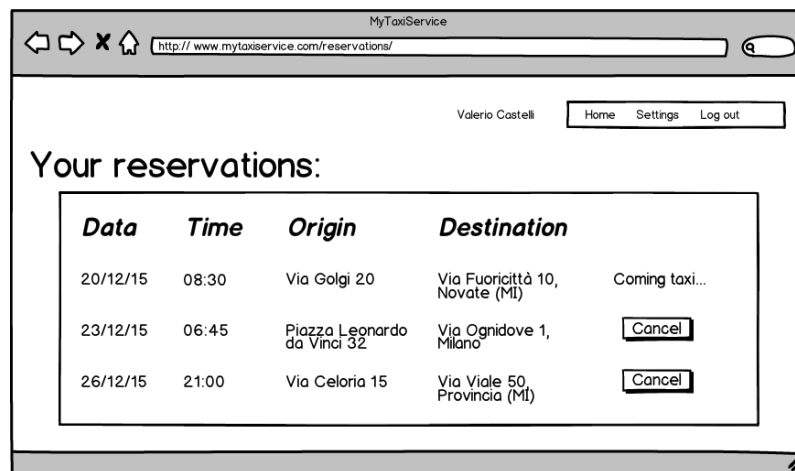 MyTaxiService
http:// www.mytaxiservice.com/reservations/
Valerio Castelli Home Settings Log out
Your reservations:
Data Time Origin Destination
20/12/15 08:30 Via Golgi 20 Via Fuoricittà 10, Coming taxi...
Novate (MI)
23/12/15 06:45 Piazza Leonardo Via Ognidove 1, Cancel
da Vinci 32 Milano
26/12/15 21:00 Via Celoria 15 Via Viale 50, Cancel
Provincia (MI)